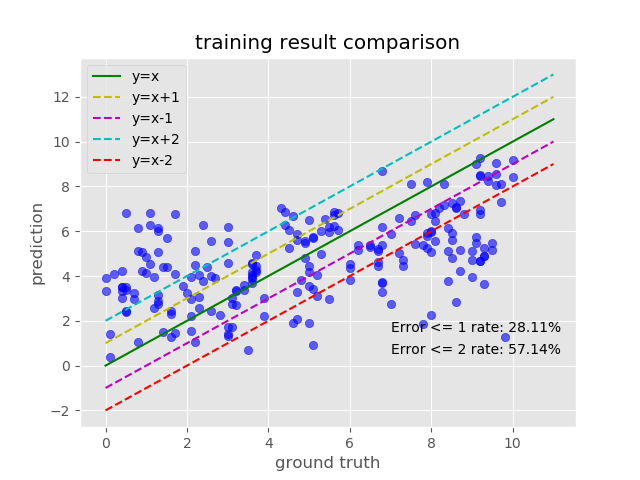 training result comparison
y=x
y=x+1
y=x-1
y=x+2
y=x-2
12
10
8
6
4
2
0
−2
prediction
Error <= 1 rate: 28.11%
Error <= 2 rate: 57.14%
0 2 4 6 8 10
ground truth